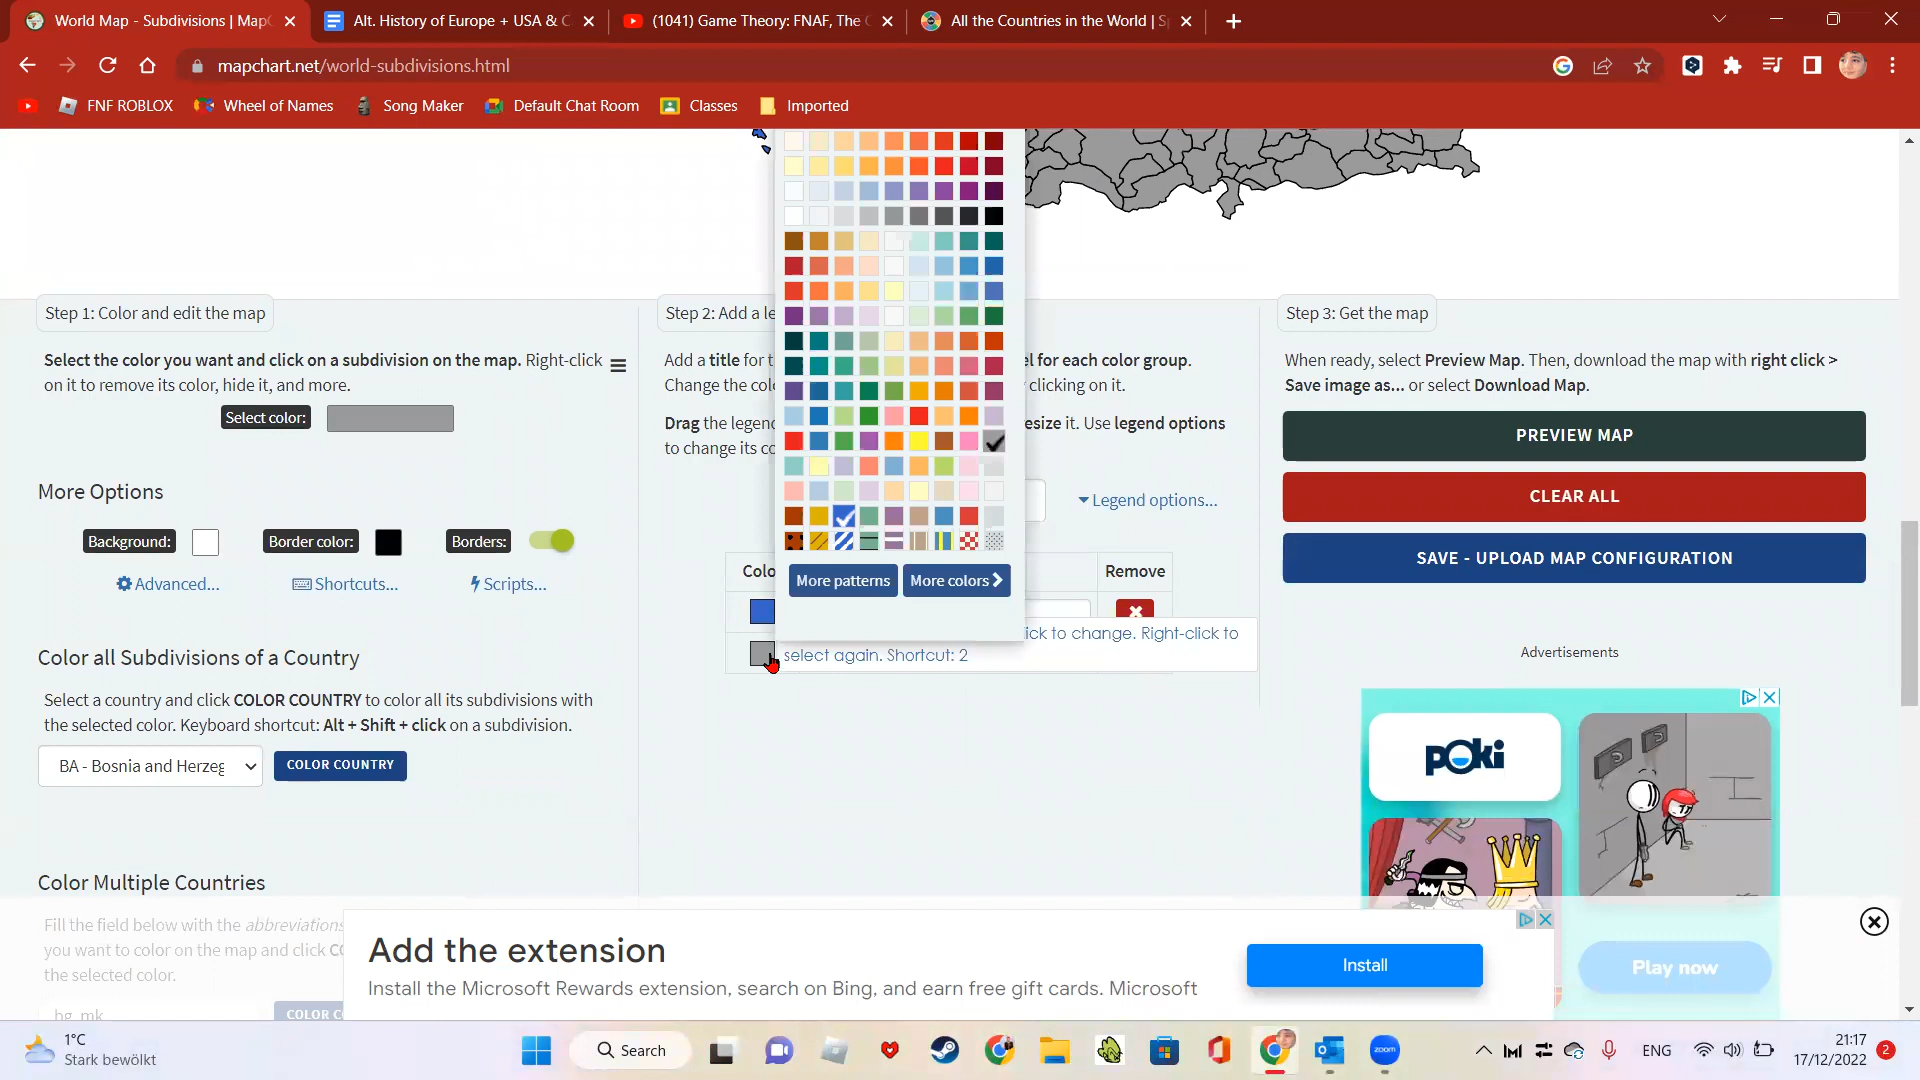 World Map - Subdivisions | Map
Alt. History of Europe + USA & C
(1041) Game Theory: FNAF, The
All the Countries in the World | S
mapchart.net/world-subdivisions.html
FNF ROBLOX
Wheel of Names
Song Maker
Default Chat Room
Classes
Imported
Step 1: Color and edit the map
Select the color you want and click on a subdivision on the map. Right-click
on it to remove its color, hide it, and more.
Select color:
More Options
Background:
Border color:
Borders:
Advanced...
Shortcuts...
Scripts...
Color all Subdivisions of a Country
Select a country and click COLOR COUNTRY to color all its subdivisions with
the selected color. Keyboard shortcut: Alt + Shift + click on a subdivision.
BA - Bosnia and Herzeg
COLOR COUNTRY
Color Multiple Countries
Fill the field below with the abbreviations
you want to color on the map and click CO
the selected color.
bg, mk
COLOR C
Step 2: Add a le
Add a title for t
el for each color group.
Change the colo
clicking on it.
Drag the legend
esize it. Use legend options
to change its co
Legend options...
Colo
Remove
More patterns
More colors
ick to change. Right-click to
select again. Shortcut: 2
Step 3: Get the map
When ready, select Preview Map. Then, download the map with right click >
Save image as... or select Download Map.
PREVIEW MAP
CLEAR ALL
SAVE - UPLOAD MAP CONFIGURATION
Advertisements
poki
Play now
Add the extension
Install the Microsoft Rewards extension, search on Bing, and earn free gift cards. Microsoft
Install
1°C
Stark bewölkt
Search
zoom
ENG
21:17
17/12/2022
2